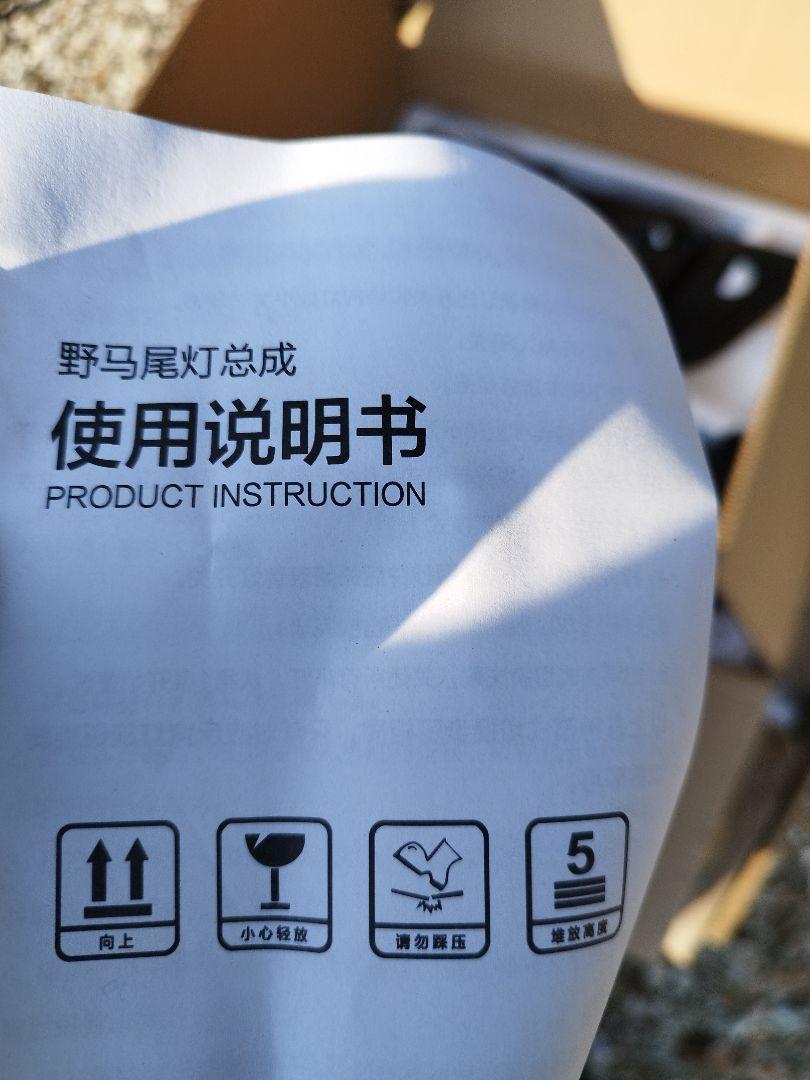 野马尾灯总成
使用说明书
PRODUCT INSTRUCTION
5
向上
小心轻放
请勿踩压
堆放高度